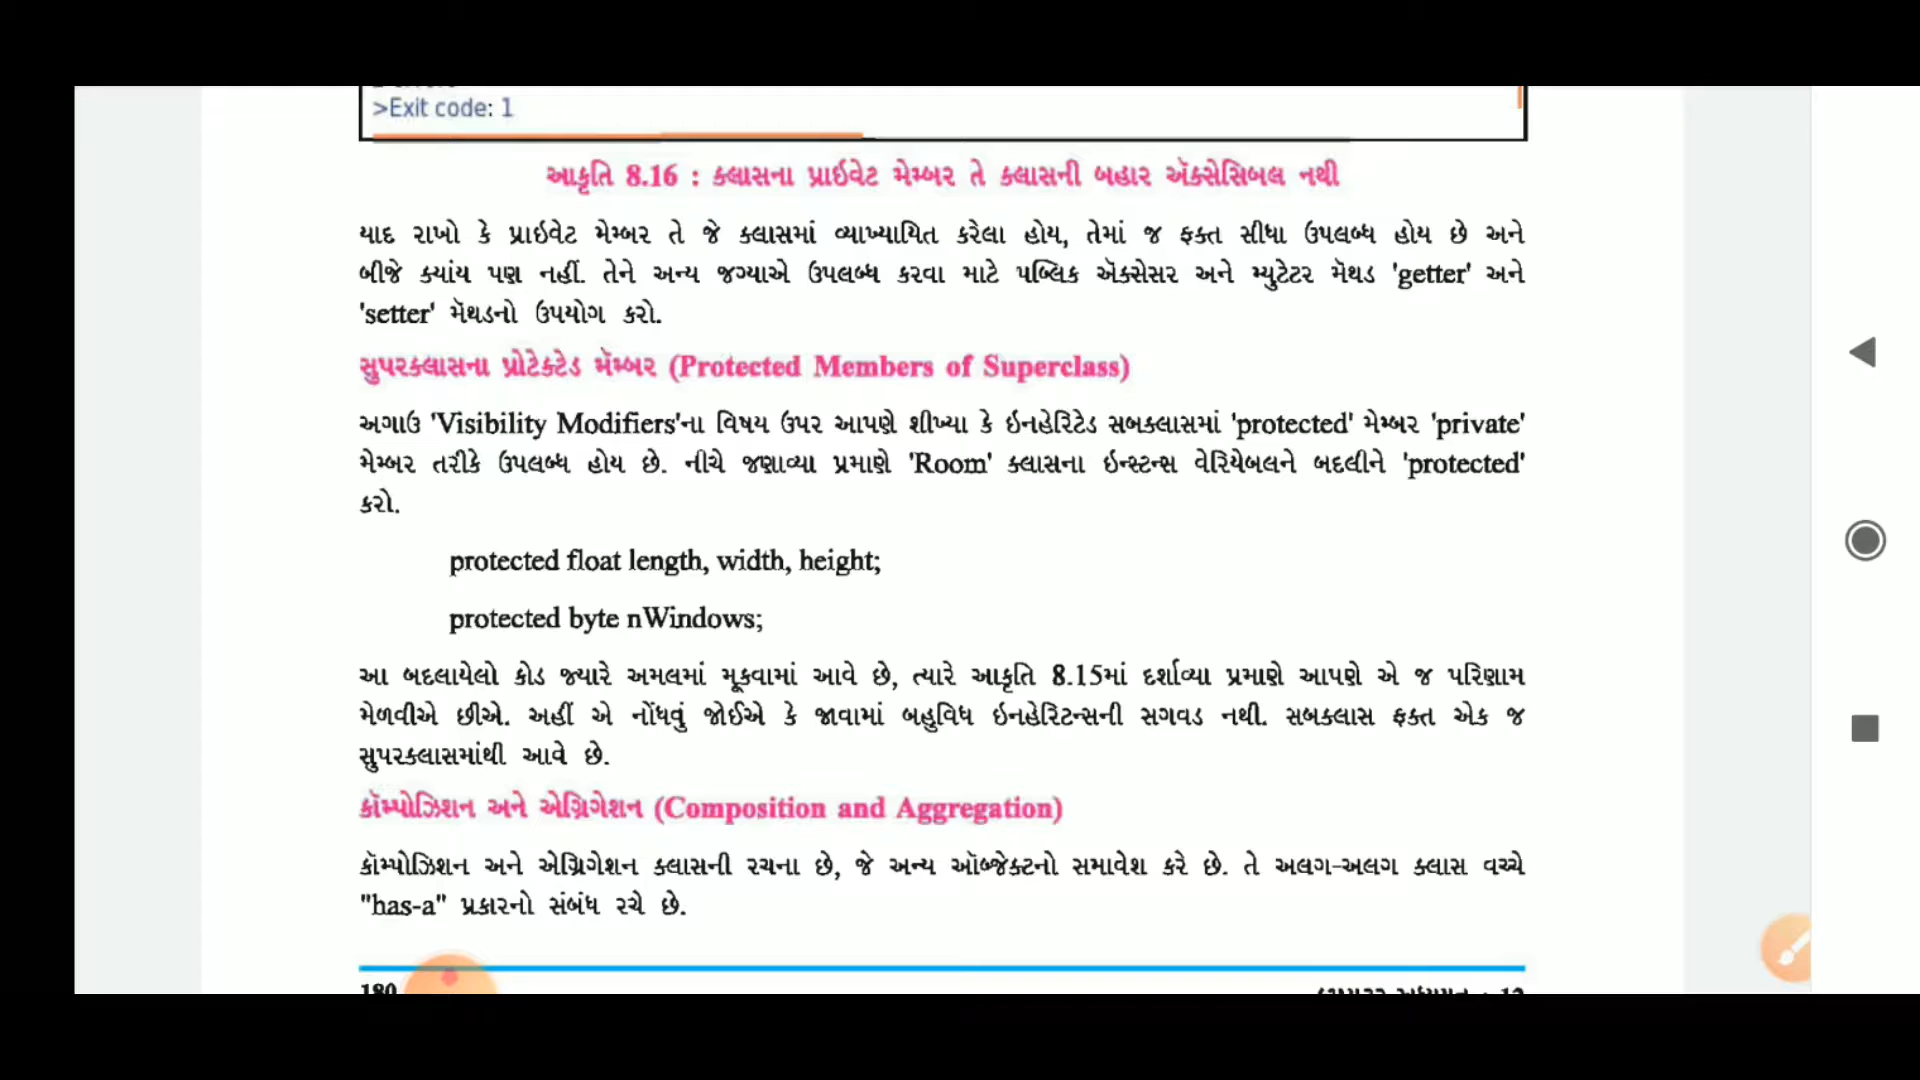 >Exit code: 1
આકૃતિ 8.16 : ક્લાસના પ્રાઇવેટ મેમ્બર તે ક્લાસની બહાર ઍક્સેસિબલ નથી
યાદ રાખો કે પ્રાઇવેટ મેમ્બર તે જે ક્લાસમાં વ્યાખ્યાયિત કરેલા હોય, તેમાં જ ફક્ત સીધા ઉપલબ્ધ હોય છે અને
બીજે ક્યાંય પણ નહીં. તેને અન્ય જગ્યાએ ઉપલબ્ધ કરવા માટે પબ્લિક ઍક્સેસર અને મ્યુટેટર મૅથડ 'getter' અને
'setter' મૅથડનો ઉપયોગ કરો.
સુપરક્લાસના પ્રોટેક્ટેડ મૅમ્બર (Protected Members of Superclass)
અગાઉ 'Visibility Modifiers'ના વિષય ઉપર આપણે શીખ્યા કે ઇનહેરિટેડ સબક્લાસમાં 'protected' મેમ્બર 'private'
મેમ્બર તરીકે ઉપલબ્ધ હોય છે. નીચે જણાવ્યા પ્રમાણે 'Room' ક્લાસના ઇન્સ્ટન્સ વેરિયેબલને બદલીને 'protected'
કરો.
protected float length, width, height;
protected byte nWindows;
આ બદલાયેલો કોડ જ્યારે અમલમાં મૂકવામાં આવે છે, ત્યારે આકૃતિ 8.15માં દર્શાવ્યા પ્રમાણે આપણે એ જ પરિણામ
મેળવીએ છીએ. અહીં એ નોંધવું જોઈએ કે જાવામાં બહુવિધ ઇનહેરિટન્સની સગવડ નથી. સબક્લાસ ફક્ત એક જ
સુપરક્લાસમાંથી આવે છે.
કૉમ્પોઝિશન અને એગ્રિગેશન (Composition and Aggregation)
કૉમ્પોઝિશન અને એગ્રિગેશન ક્લાસની રચના છે, જે અન્ય ઑબ્જેક્ટનો સમાવેશ કરે છે. તે અલગ-અલગ ક્લાસ વચ્ચે
"has-a" પ્રકારનો સંબંધ રચે છે.
180